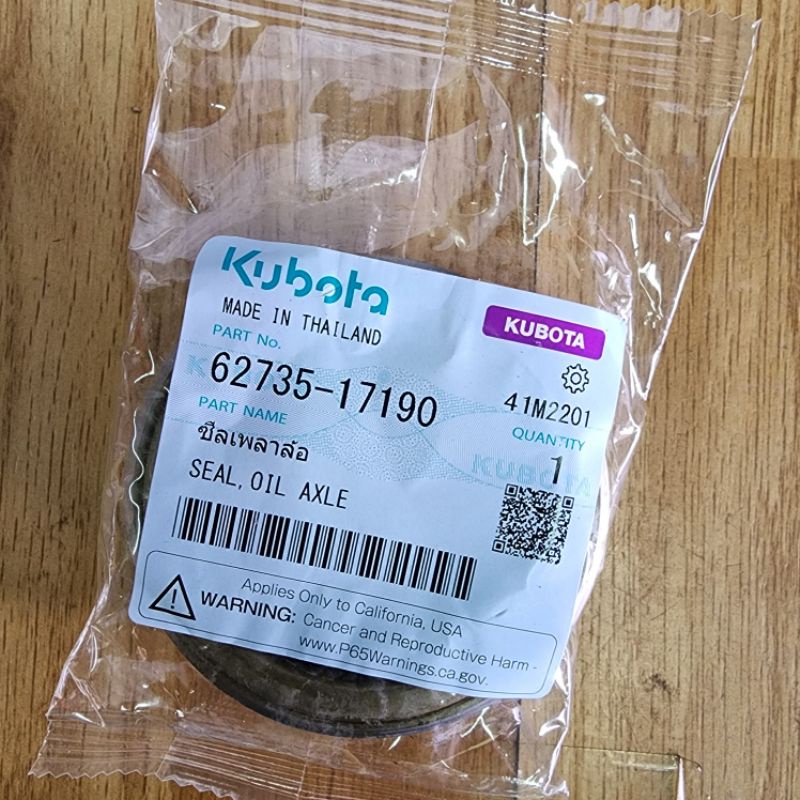 Kubota
MADE IN THAILAND
KUBOTA
PART No.
62735-17190
41M2201
PART NAME
QUANTITY
ซีลเพลาล้อ
1
SEAL,OIL AXLE
KUBOTA
Applies Only to California, USA
WARNING: Cancer and Reproductive Harm -
www.P65Warnings.ca.gov.